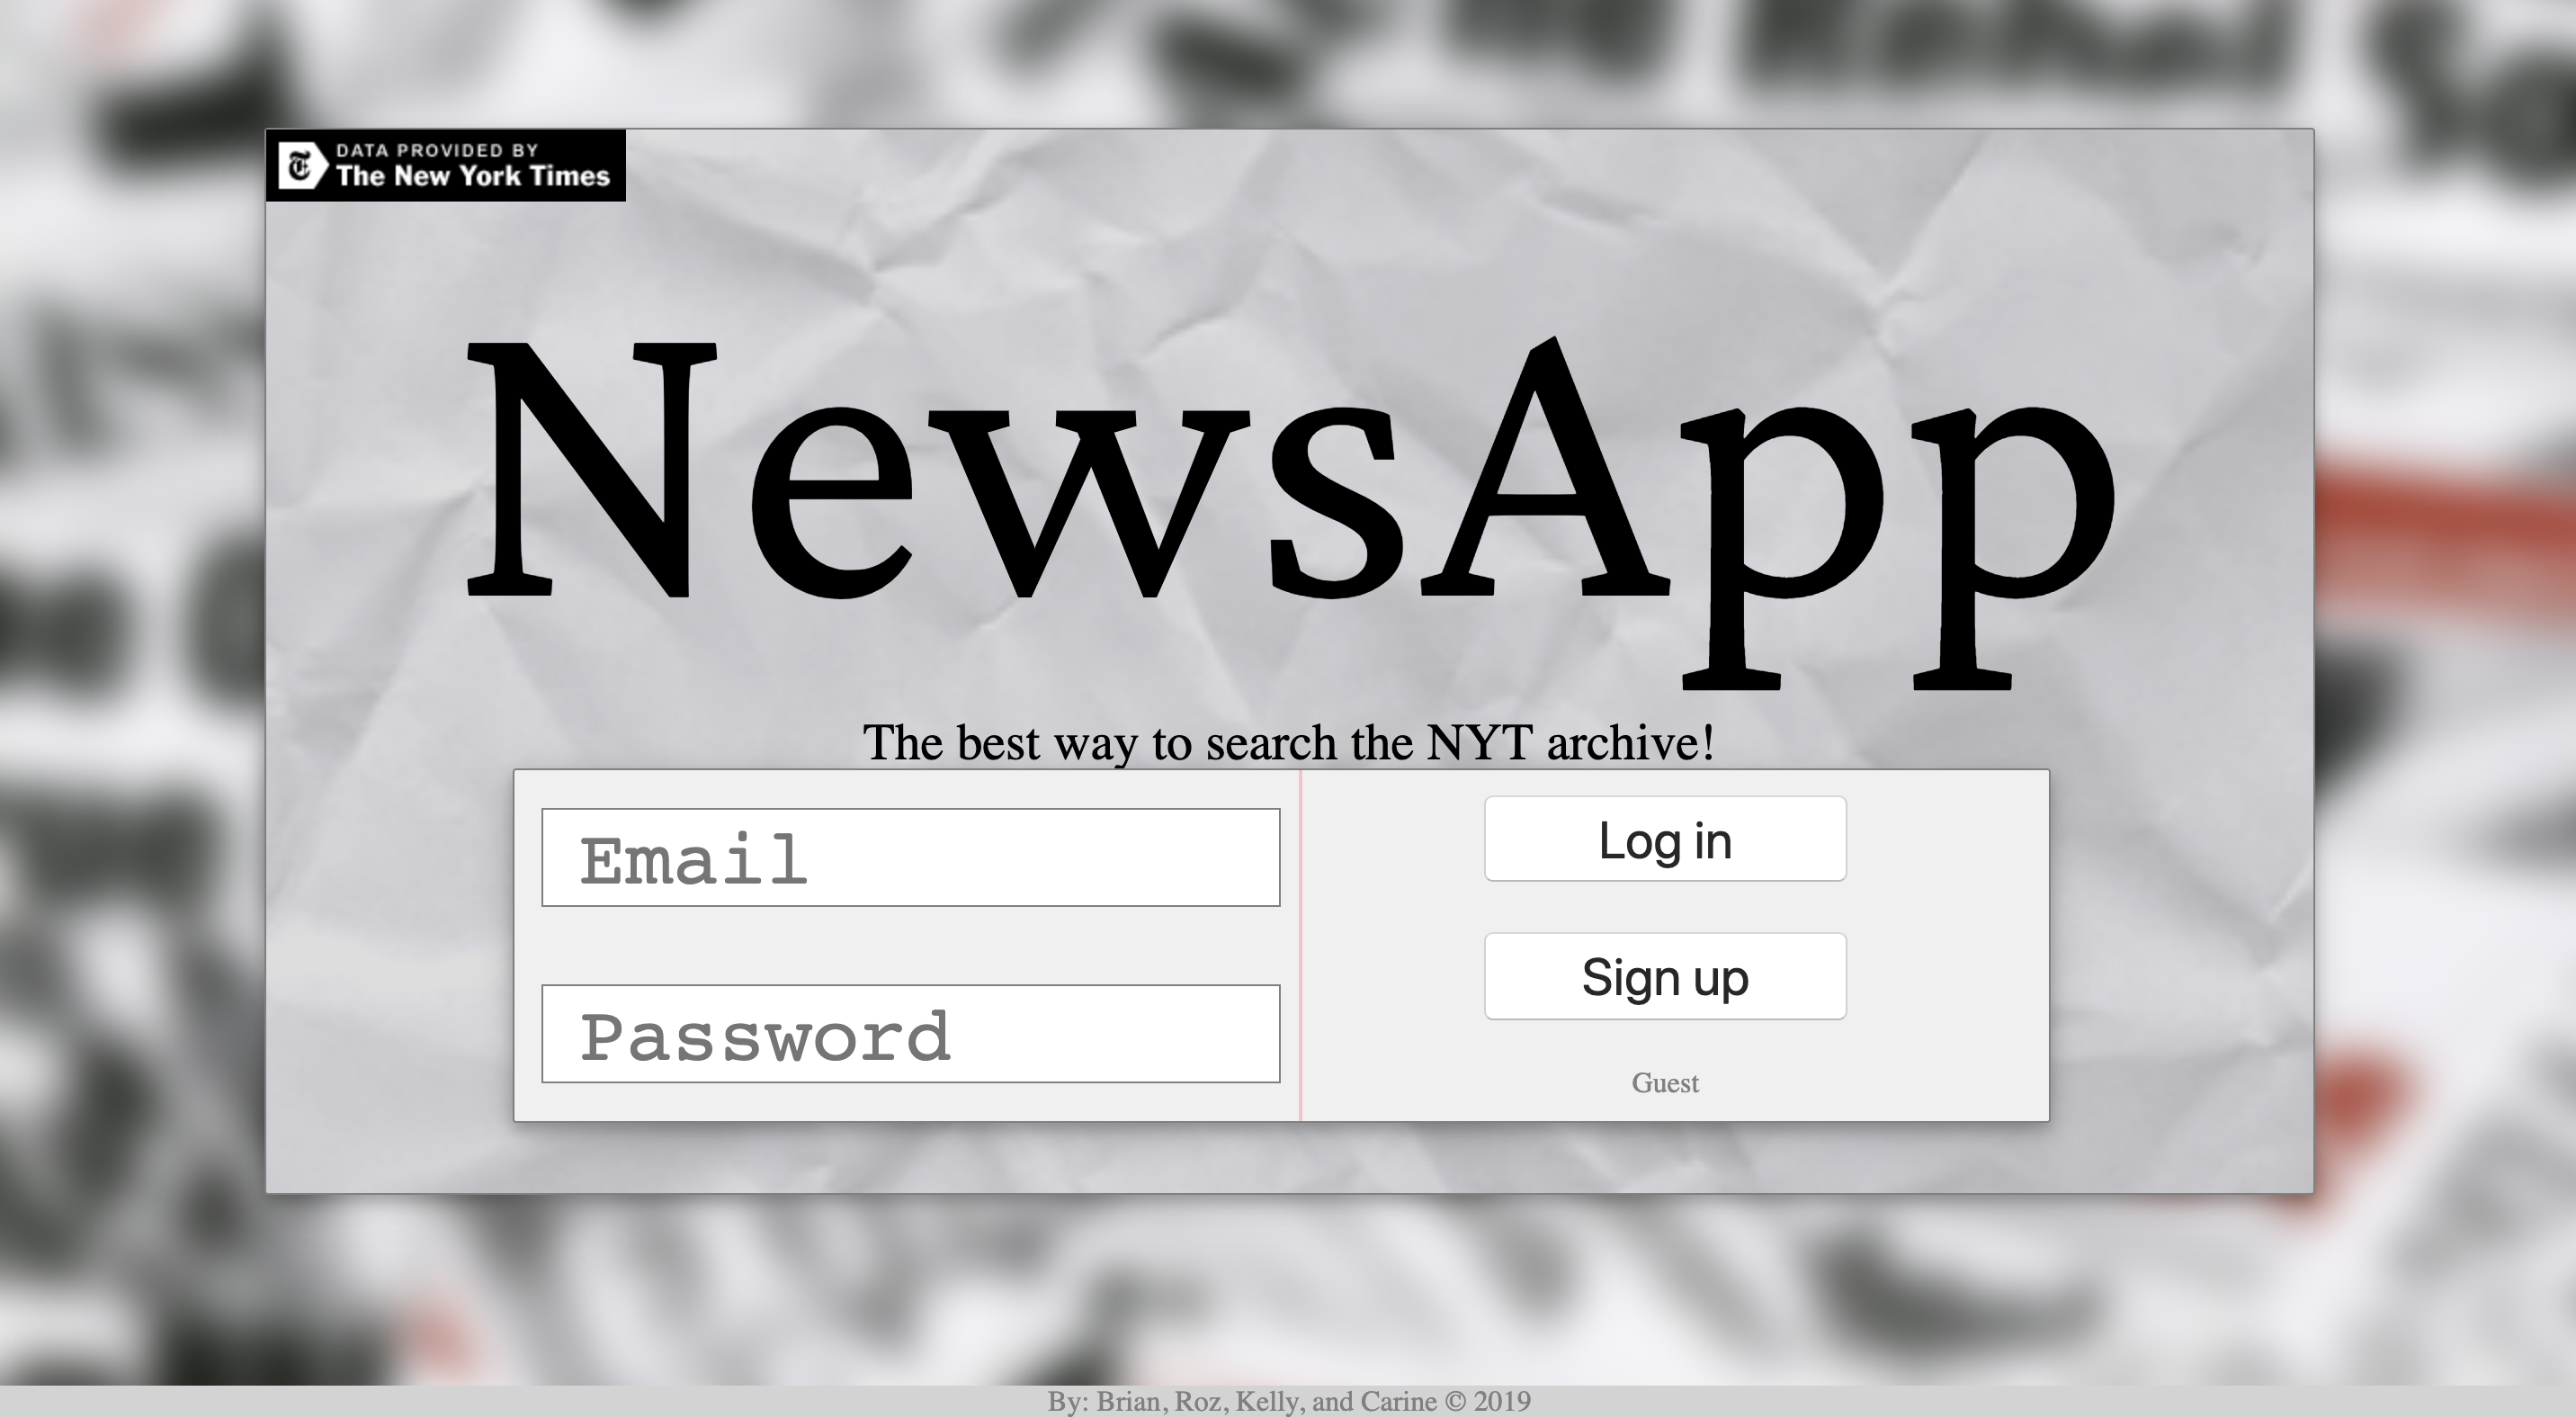 DATA PROVIDED BY
The New York Times
NewsApp
The best way to search the NYT archive!
Email
Log in
Sign up
Password
Guest
By: Brian, Roz, Kelly, and Carine © 2019